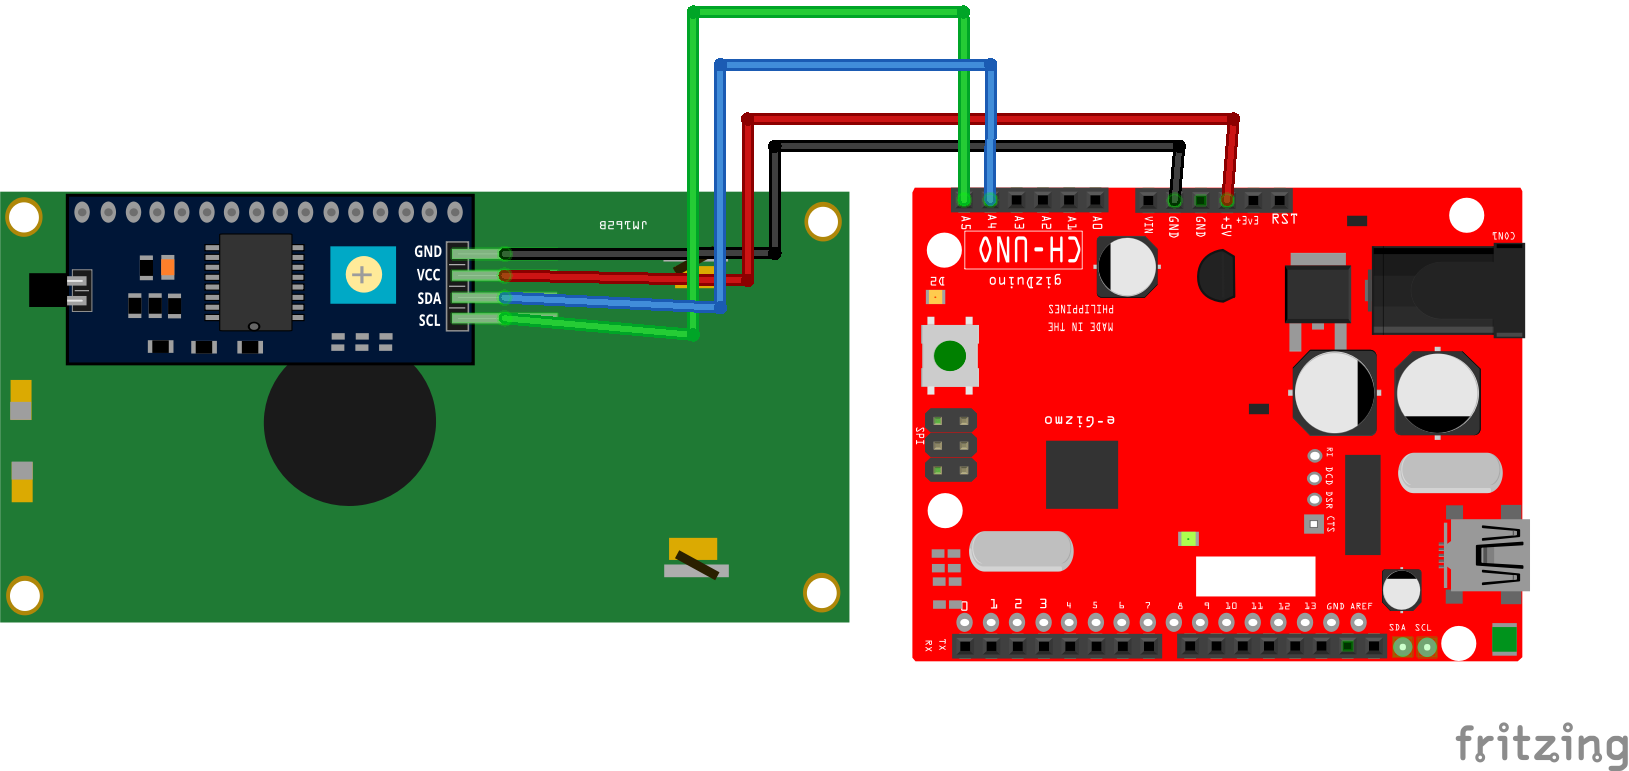 JM162B
GND
VCC
SDA
SCL
A5 A4 A3 A2 A1 A0
VIN GND GND +5V +3V3 RST
CH-UNO
gizDuino
PHILIPPINES
MADE IN THE
D2
CON1
SPI
e-Gizmo
RI DCD DSR CTS
0 1 2 3 4 5 6 7 8 9 10 11 12 13 GND AREF
RX TX
SDA SCL
fritzing